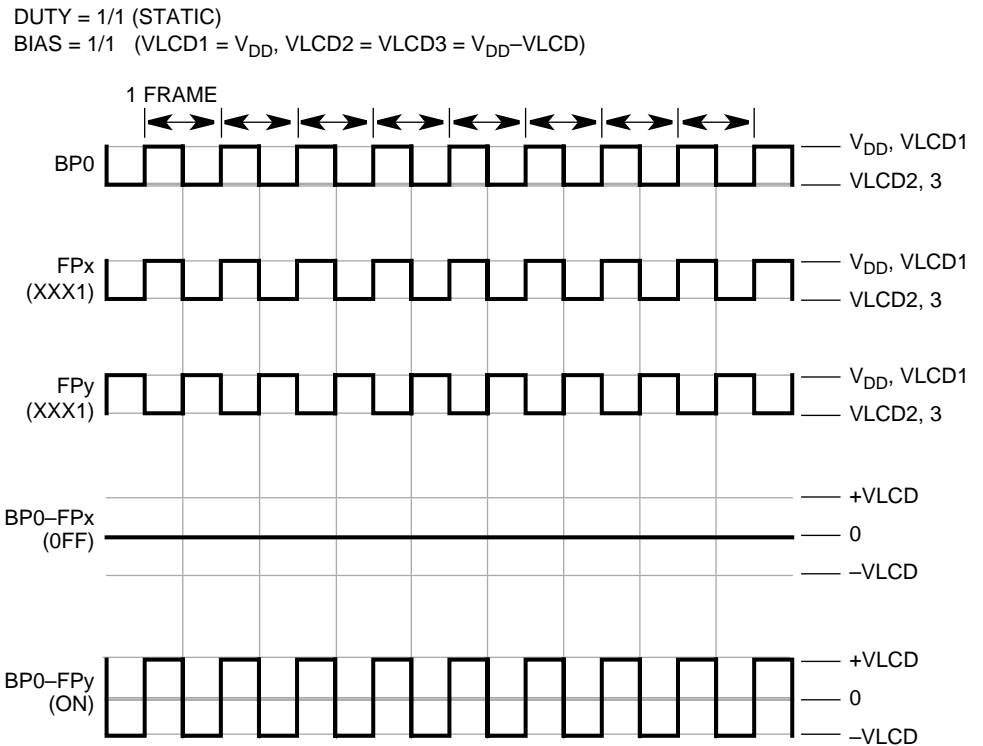 DUTY = 1/1 (STATIC)
BIAS = 1/1 (VLCD1 = VDD, VLCD2 = VLCD3 = VDD–VLCD)
1 FRAME
BP0
VDD, VLCD1
VLCD2, 3
FPx
(XXX1)
VDD, VLCD1
VLCD2, 3
FPy
(XXX1)
VDD, VLCD1
VLCD2, 3
BP0–FPx
(0FF)
+VLCD
0
–VLCD
BP0–FPy
(ON)
+VLCD
0
–VLCD